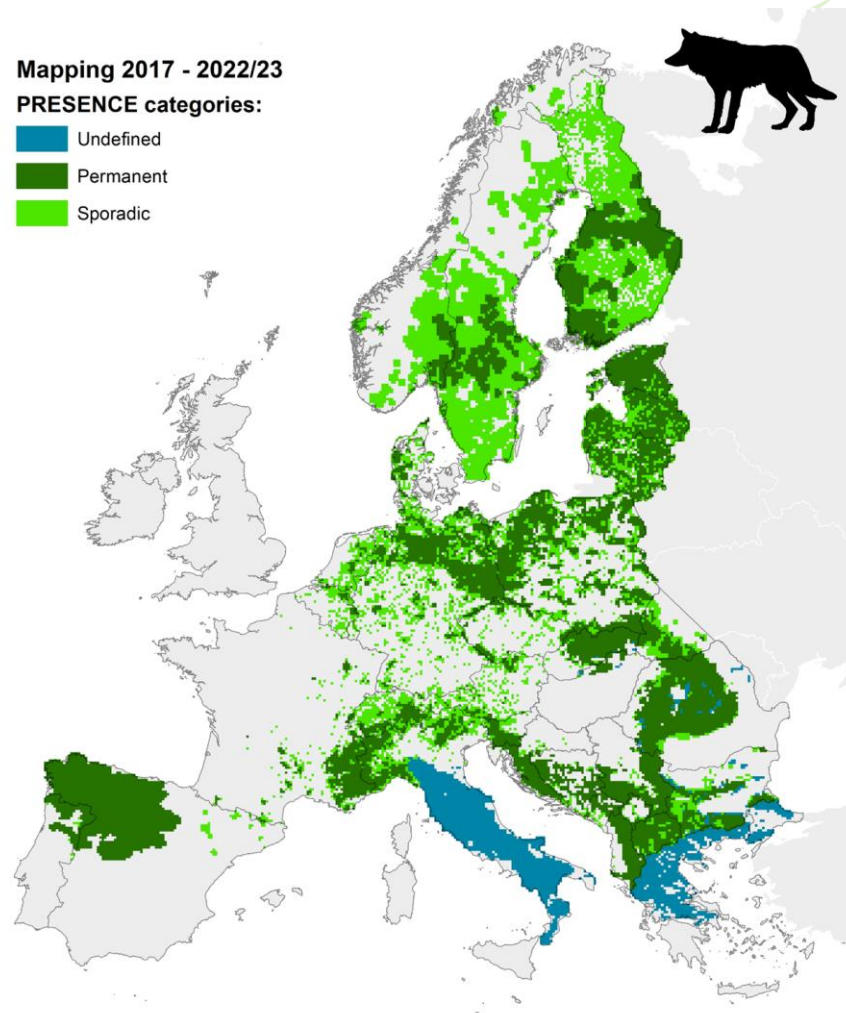 Mapping 2017 - 2022/23
PRESENCE categories:
Undefined
Permanent
Sporadic